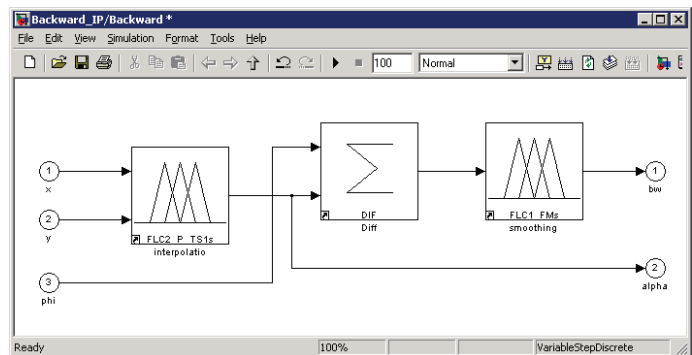 Backward_IP/Backward *
File Edit View Simulation Format Tools Help
100 Normal
1
x
2
y
3
phi
FLC2_P_TS1s
interpolatio
DIF
Diff
FLC1_FMs
smoothing
1
bw
2
alpha
Ready 100% VariableStepDiscrete